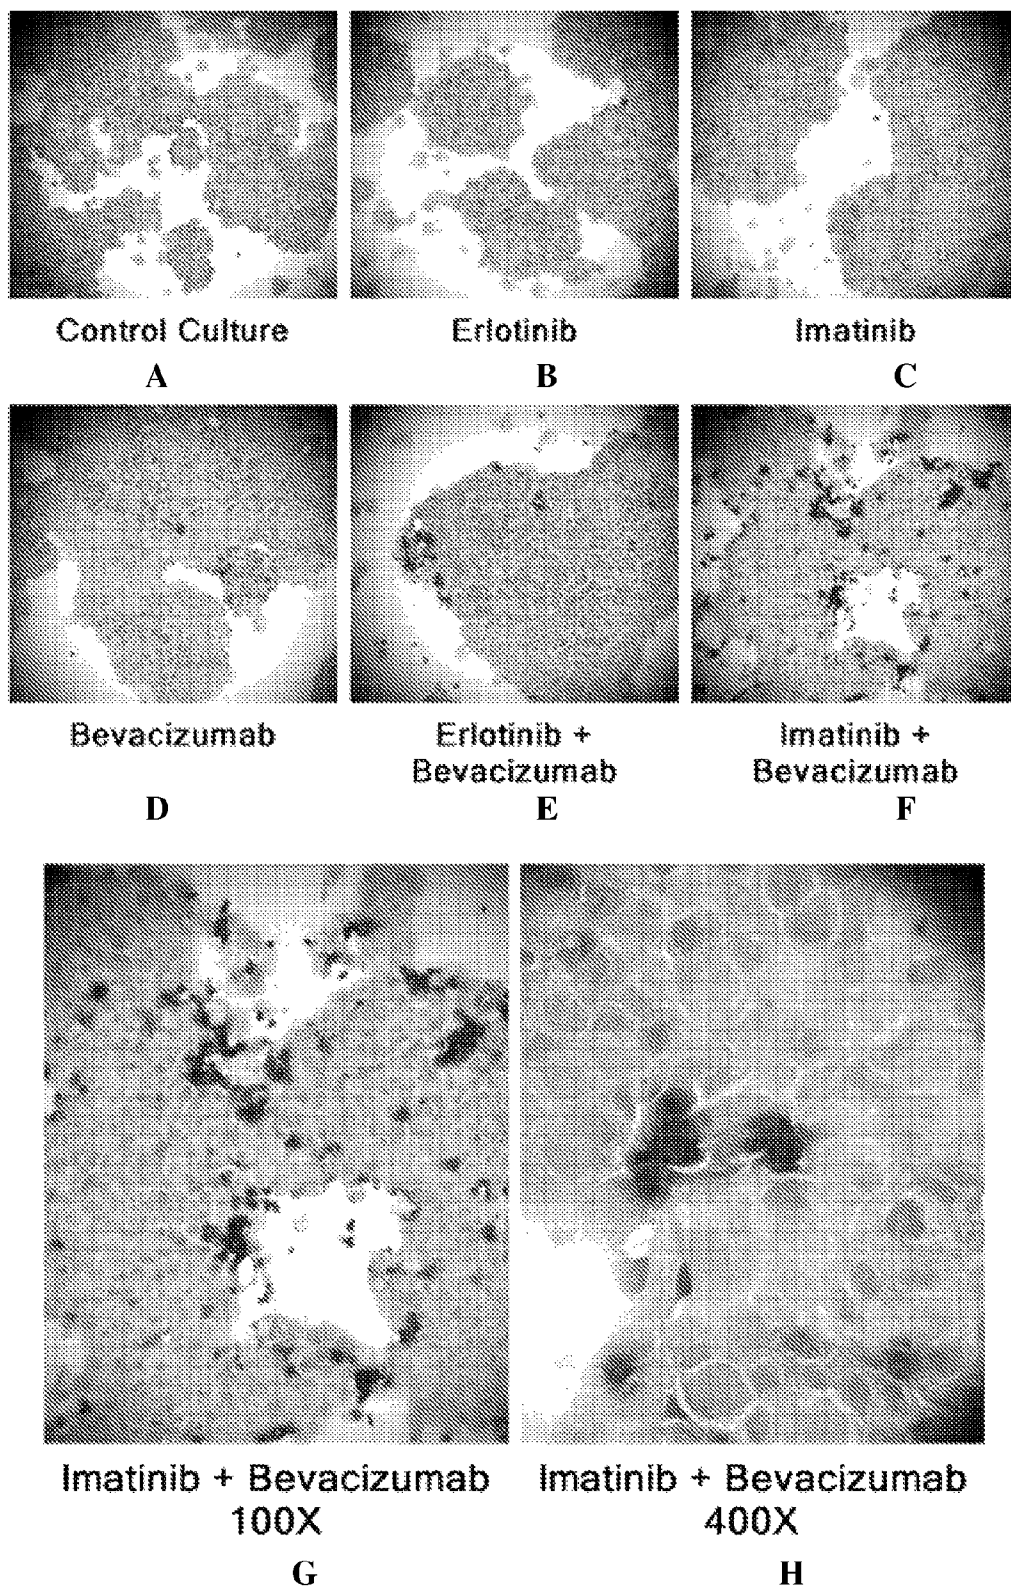 Control Culture
Erlotinib
Imatinib
A
B
C
Bevacizumab
Erlotinib +
Bevacizumab
Imatinib +
Bevacizumab
D
E
F
Imatinib + Bevacizumab
100X
Imatinib + Bevacizumab
400X
G
H